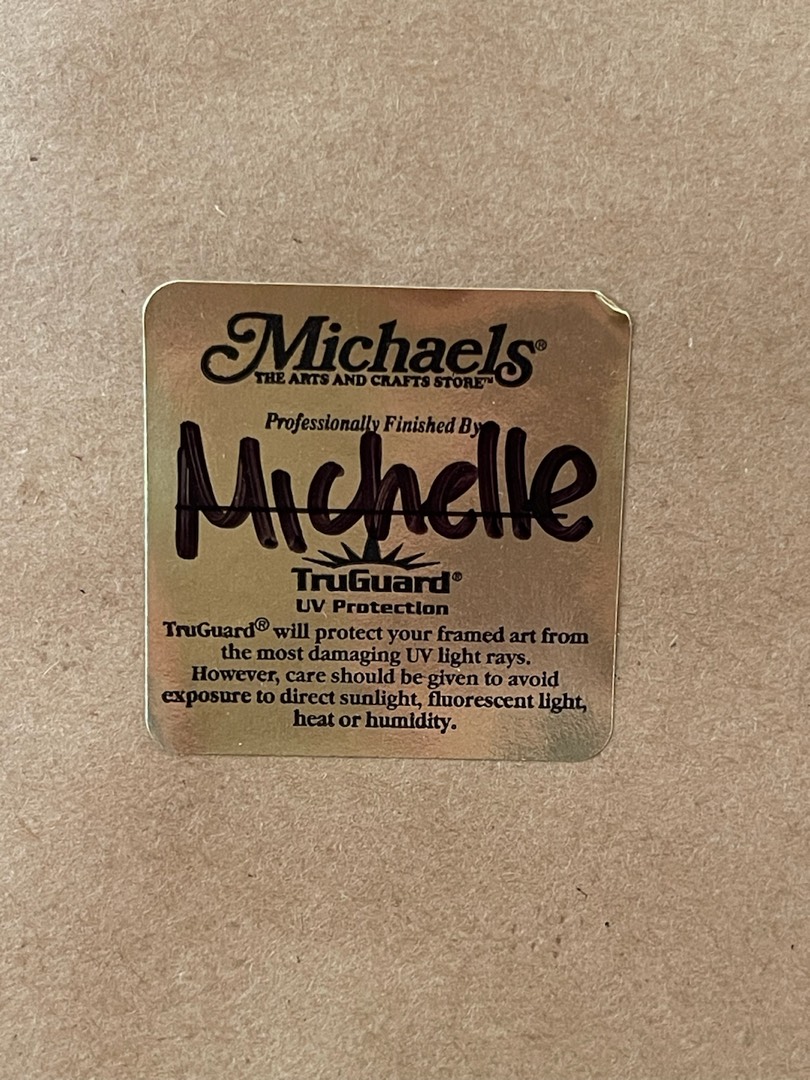 Michaels®
THE ARTS AND CRAFTS STORE™
Professionally Finished By
Michelle
TruGuard®
UV Protection
TruGuard® will protect your framed art from
the most damaging UV light rays.
However, care should be given to avoid
exposure to direct sunlight, fluorescent light,
heat or humidity.